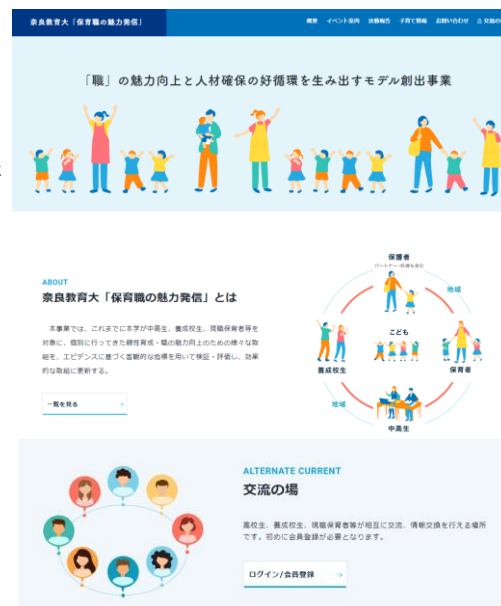 奈良教育大「保育職の魅力発信」
概要 イベント案内 活動報告 子育て情報 お問い合わせ
「職」の魅力向上と人材確保の好循環を生み出すモデル創出事業
ABOUT
奈良教育大「保育職の魅力発信」とは
本事業では、これまでに本学が中高生、養成校生、現職保育者等を
対象に、個別に行ってきた網性育成・職の魅力向上のための様々な取
組を、エビデンスに基づく客観的な指標を用いて検証・評価し、効果
的な取組に更新する。
一覧を見る
保護者
地域
こども
養成校生
保育者
地域
中高生
ALTERNATE CURRENT
交流の場
高校生、養成校生、現職保育者等が相互に交流、情報交換を行える場所
です。初めに会員登録が必要となります。
ログイン/会員登録